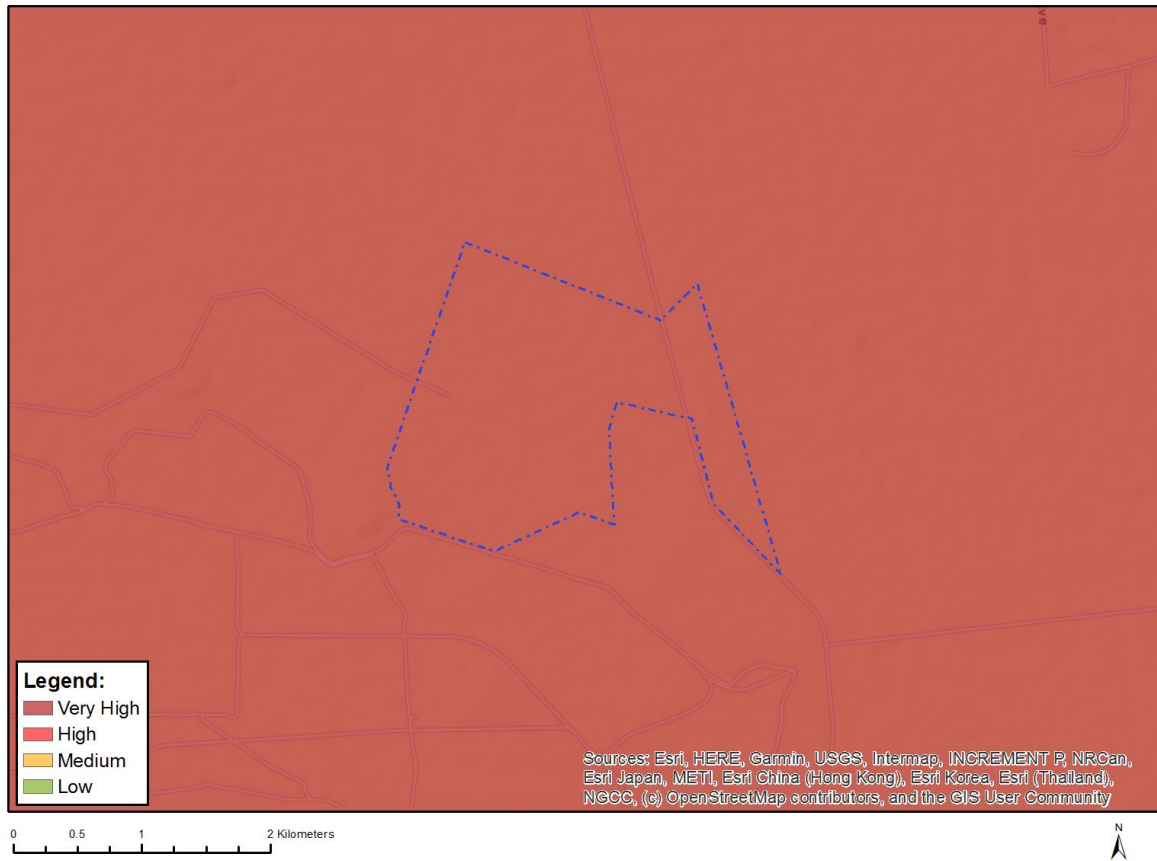 ve
Legend:
Very High
High
Medium
Low
Sources: Esri, HERE, Garmin, USGS, Intermap, INCREMENT P, NRCan,
Esri Japan, METI, Esri China (Hong Kong), Esri Korea, Esri (Thailand),
NGCC, (c) OpenStreetMap contributors, and the GIS User Community
0 0.5 1 2 Kilometers
N